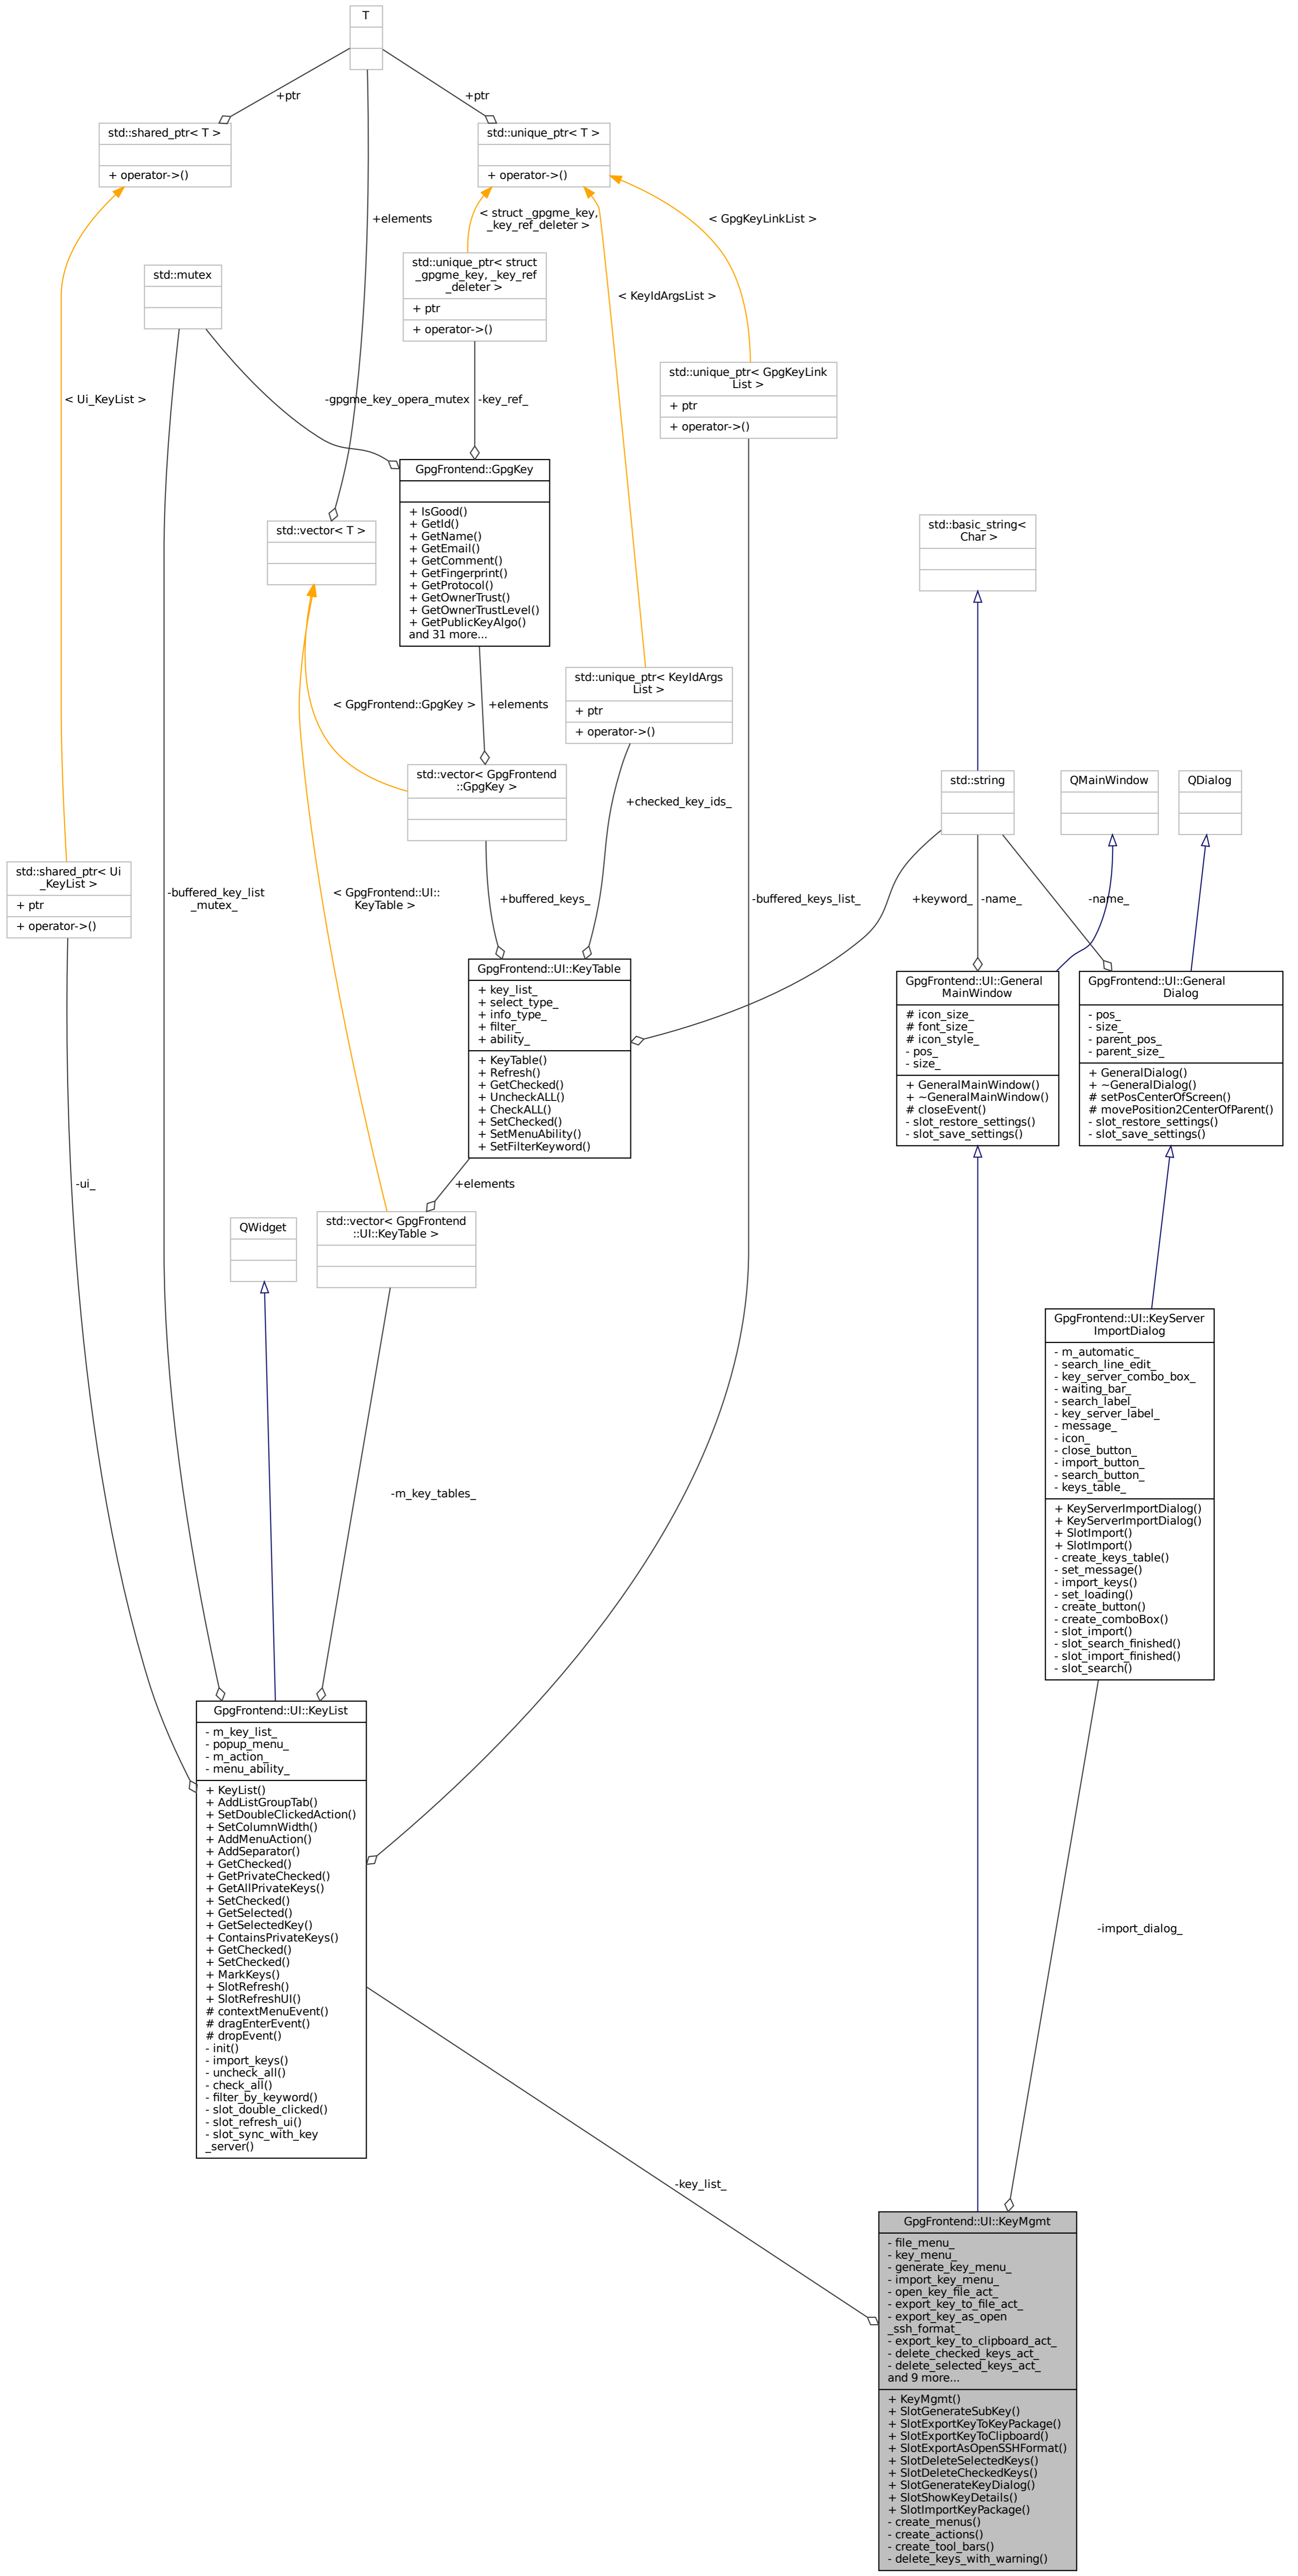 T
+ptr
+ptr
std::shared_ptr< T >
+ operator->()
std::unique_ptr< T >
+ operator->()
+elements
< struct _gpgme_key,
_key_ref_deleter >
< GpgKeyLinkList >
std::mutex
std::unique_ptr< struct
_gpgme_key, _key_ref
_deleter >
+ ptr
+ operator->()
< KeyIdArgsList >
std::unique_ptr< GpgKeyLink
List >
+ ptr
+ operator->()
< Ui_KeyList >
-gpgme_key_opera_mutex
-key_ref_
GpgFrontend::GpgKey
+ IsGood()
+ GetId()
+ GetName()
+ GetEmail()
+ GetComment()
+ GetFingerprint()
+ GetProtocol()
+ GetOwnerTrust()
+ GetOwnerTrustLevel()
+ GetPublicKeyAlgo()
and 31 more...
std::vector< T >
std::basic_string<
Char >
std::unique_ptr< KeyIdArgs
List >
+ ptr
+ operator->()
< GpgFrontend::GpgKey >
+elements
std::vector< GpgFrontend
::GpgKey >
std::string
QMainWindow
QDialog
+checked_key_ids_
std::shared_ptr< Ui
_KeyList >
+ ptr
+ operator->()
-buffered_key_list
_mutex_
< GpgFrontend::UI::
KeyTable >
+buffered_keys_
-buffered_keys_list_
+keyword_
-name_
-name_
GpgFrontend::UI::KeyTable
+ key_list_
+ select_type_
+ info_type_
+ filter_
+ ability_
+ KeyTable()
+ Refresh()
+ GetChecked()
+ UncheckALL()
+ CheckALL()
+ SetChecked()
+ SetMenuAbility()
+ SetFilterKeyword()
GpgFrontend::UI::General
MainWindow
# icon_size_
# font_size_
# icon_style_
- pos_
- size_
+ GeneralMainWindow()
+ ~GeneralMainWindow()
# closeEvent()
- slot_restore_settings()
- slot_save_settings()
GpgFrontend::UI::General
Dialog
- pos_
- size_
- parent_pos_
- parent_size_
+ GeneralDialog()
+ ~GeneralDialog()
# setPosCenterOfScreen()
# movePosition2CenterOfParent()
- slot_restore_settings()
- slot_save_settings()
-ui_
+elements
QWidget
std::vector< GpgFrontend
::UI::KeyTable >
GpgFrontend::UI::KeyServer
ImportDialog
- m_automatic_
- search_line_edit_
- key_server_combo_box_
- waiting_bar_
- search_label_
- key_server_label_
- message_
- icon_
- close_button_
- import_button_
- search_button_
- keys_table_
+ KeyServerImportDialog()
+ KeyServerImportDialog()
+ SlotImport()
+ SlotImport()
- create_keys_table()
- set_message()
- import_keys()
- set_loading()
- create_button()
- create_comboBox()
- slot_import()
- slot_search_finished()
- slot_import_finished()
- slot_search()
-m_key_tables_
GpgFrontend::UI::KeyList
- m_key_list_
- popup_menu_
- m_action_
- menu_ability_
+ KeyList()
+ AddListGroupTab()
+ SetDoubleClickedAction()
+ SetColumnWidth()
+ AddMenuAction()
+ AddSeparator()
+ GetChecked()
+ GetPrivateChecked()
+ GetAllPrivateKeys()
+ SetChecked()
+ GetSelected()
+ GetSelectedKey()
+ ContainsPrivateKeys()
+ GetChecked()
+ SetChecked()
+ MarkKeys()
+ SlotRefresh()
+ SlotRefreshUI()
# contextMenuEvent()
# dragEnterEvent()
# dropEvent()
- init()
- import_keys()
- uncheck_all()
- check_all()
- filter_by_keyword()
- slot_double_clicked()
- slot_refresh_ui()
- slot_sync_with_key
_server()
-import_dialog_
-key_list_
GpgFrontend::UI::KeyMgmt
- file_menu_
- key_menu_
- generate_key_menu_
- import_key_menu_
- open_key_file_act_
- export_key_to_file_act_
- export_key_as_open
_ssh_format_
- export_key_to_clipboard_act_
- delete_checked_keys_act_
- delete_selected_keys_act_
and 9 more...
+ KeyMgmt()
+ SlotGenerateSubKey()
+ SlotExportKeyToKeyPackage()
+ SlotExportKeyToClipboard()
+ SlotExportAsOpenSSHFormat()
+ SlotDeleteSelectedKeys()
+ SlotDeleteCheckedKeys()
+ SlotGenerateKeyDialog()
+ SlotShowKeyDetails()
+ SlotImportKeyPackage()
- create_menus()
- create_actions()
- create_tool_bars()
- delete_keys_with_warning()